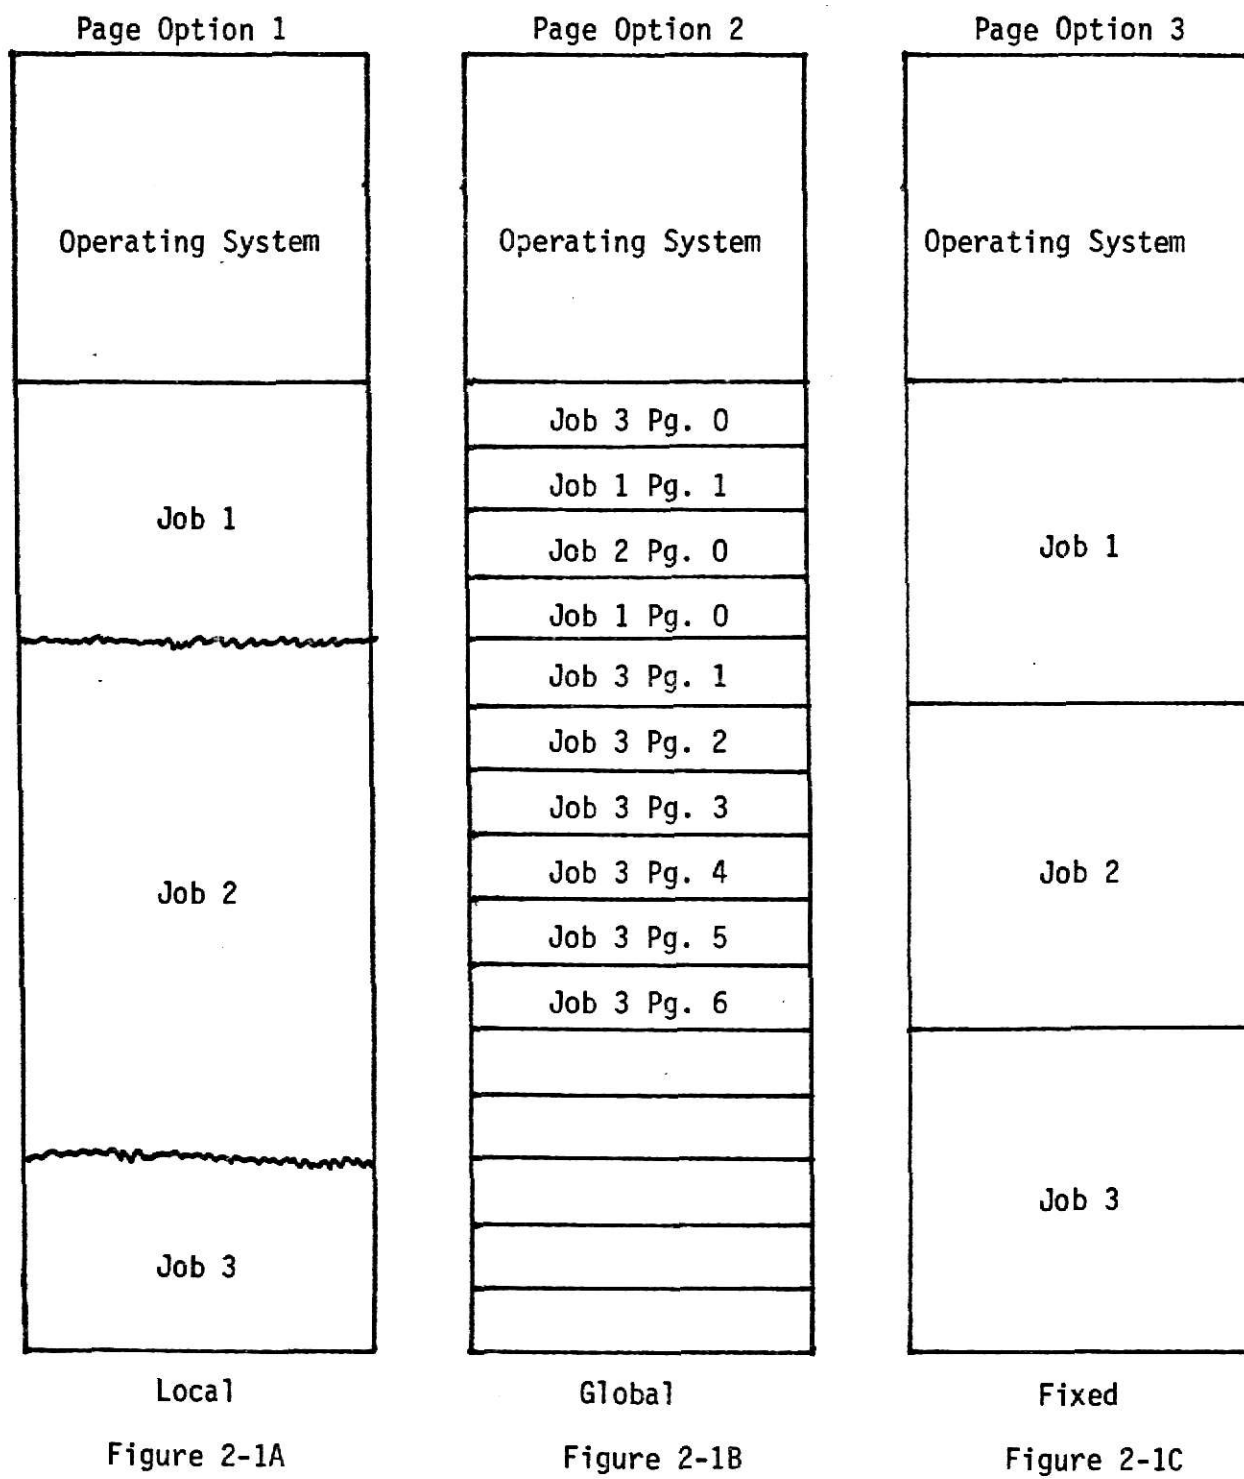 Page Option 1
Operating System
Job 1
Job 2
Job 3
Local
Figure 2-1A
Page Option 2
Operating System
Job 3 Pg. 0
Job 1 Pg. 1
Job 2 Pg. 0
Job 1 Pg. 0
Job 3 Pg. 1
Job 3 Pg. 2
Job 3 Pg. 3
Job 3 Pg. 4
Job 3 Pg. 5
Job 3 Pg. 6
Global
Figure 2-1B
Page Option 3
Operating System
Job 1
Job 2
Job 3
Fixed
Figure 2-1C